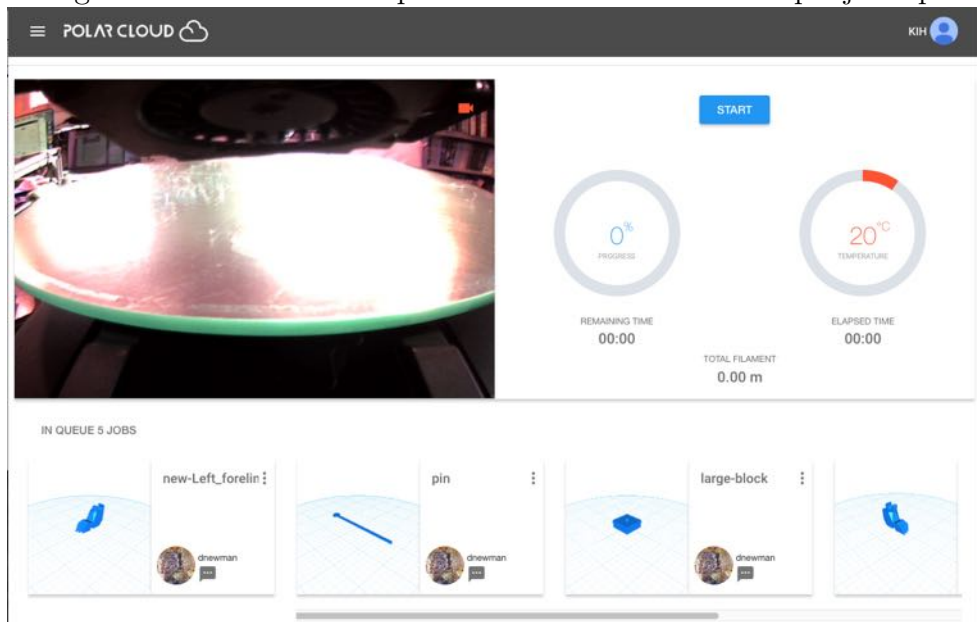 POLAR CLOUD
KIH
START
0%
PROGRESS
20°C
TEMPERATURE
REMAINING TIME
00:00
ELAPSED TIME
00:00
TOTAL FILAMENT
0.00 m
IN QUEUE 5 JOBS
new-Left_forelin
dnewman
pin
dnewman
large-block
dnewman